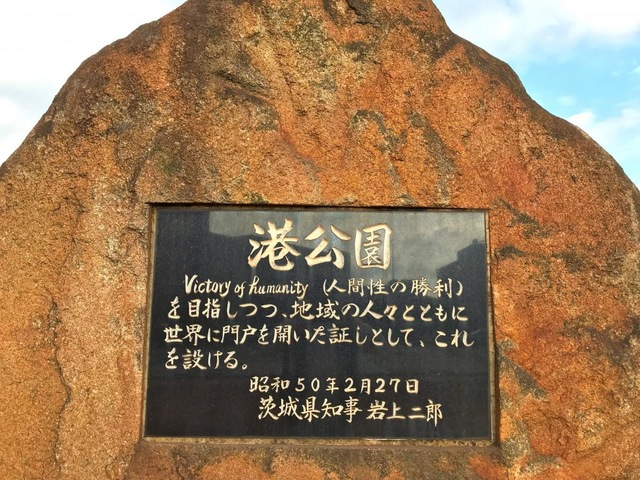 港公園
Victory of humanity (人間性の勝利)
を目指しつつ、地域の人々とともに
世界に門戸を開いた証しとして、これ
を設ける。
昭和50年2月27日
茨城県知事 岩上二郎